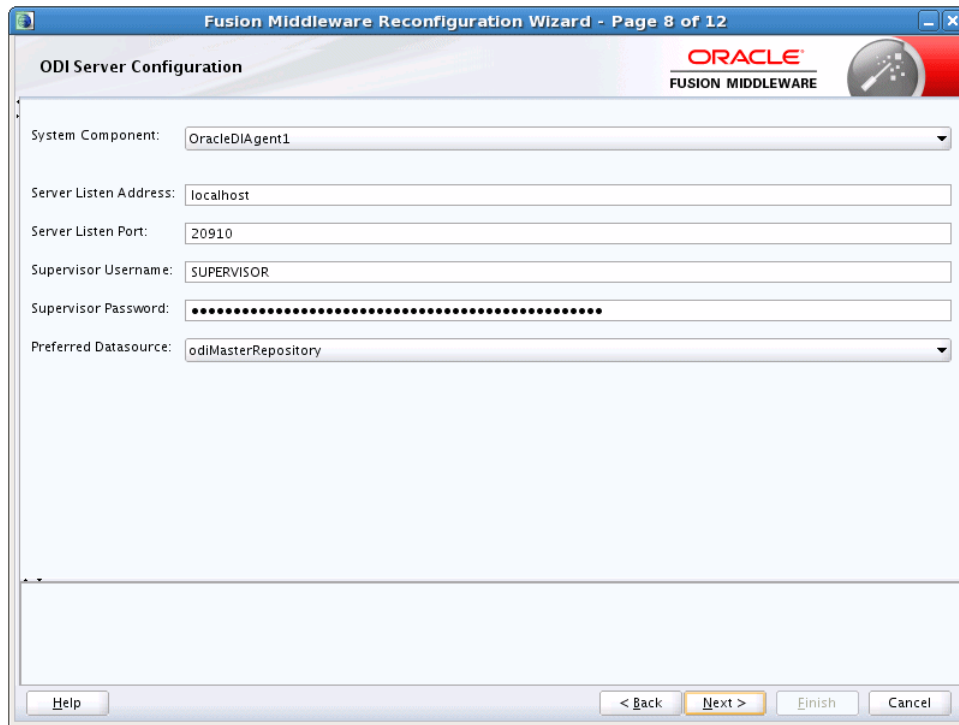 Fusion Middleware Reconfiguration Wizard - Page 8 of 12
ODI Server Configuration
ORACLE
FUSION MIDDLEWARE
System Component: OracleDIAgent1
Server Listen Address: localhost
Server Listen Port: 20910
Supervisor Username: SUPERVISOR
Supervisor Password: •••••••••••••••••••••••••••••••••••••••••••••••••
Preferred Datasource: odiMasterRepository
Help < Back Next > Finish Cancel